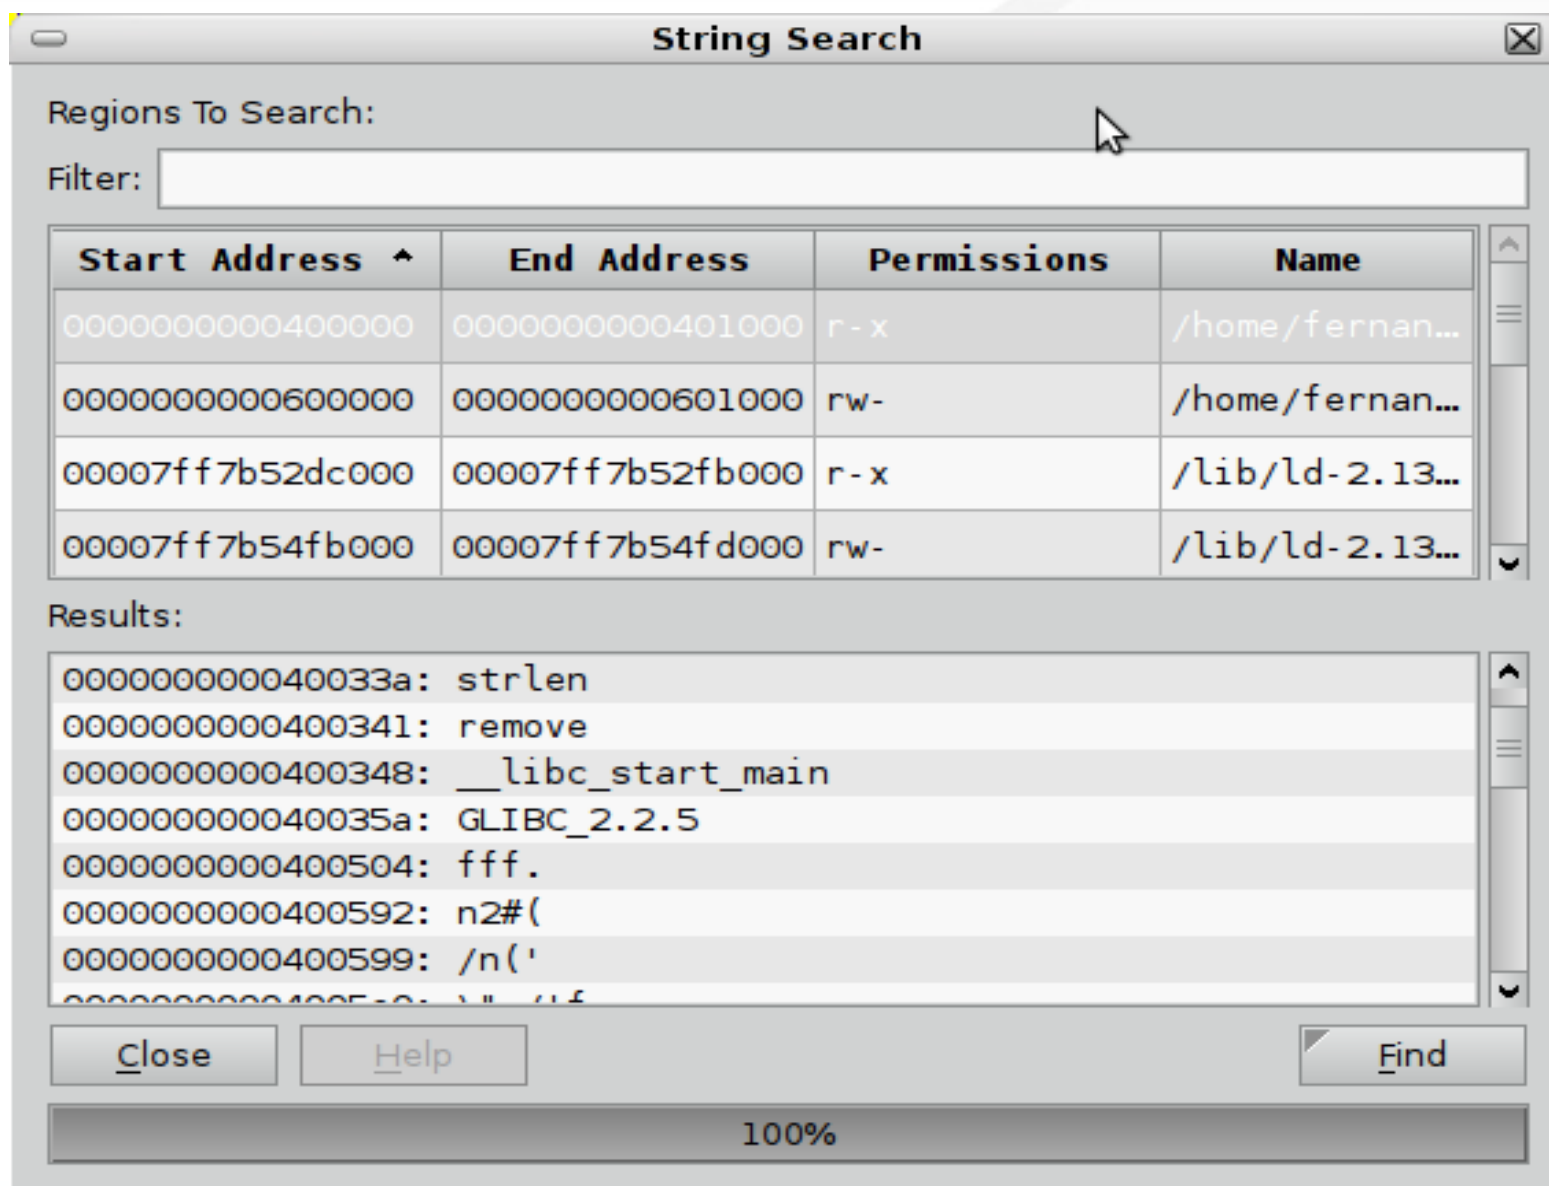 String Search
Regions To Search:
Filter:
Start Address End Address Permissions Name
0000000000400000 0000000000401000 r-x /home/fernan…
0000000000600000 0000000000601000 rw- /home/fernan…
00007ff7b52dc000 00007ff7b52fb000 r-x /lib/ld-2.13…
00007ff7b54fb000 00007ff7b54fd000 rw- /lib/ld-2.13…
Results:
000000000040033a: strlen
0000000000400341: remove
0000000000400348: __libc_start_main
000000000040035a: GLIBC_2.2.5
0000000000400504: fff.
0000000000400592: n2#(
0000000000400599: /n('
Close Help Find
100%